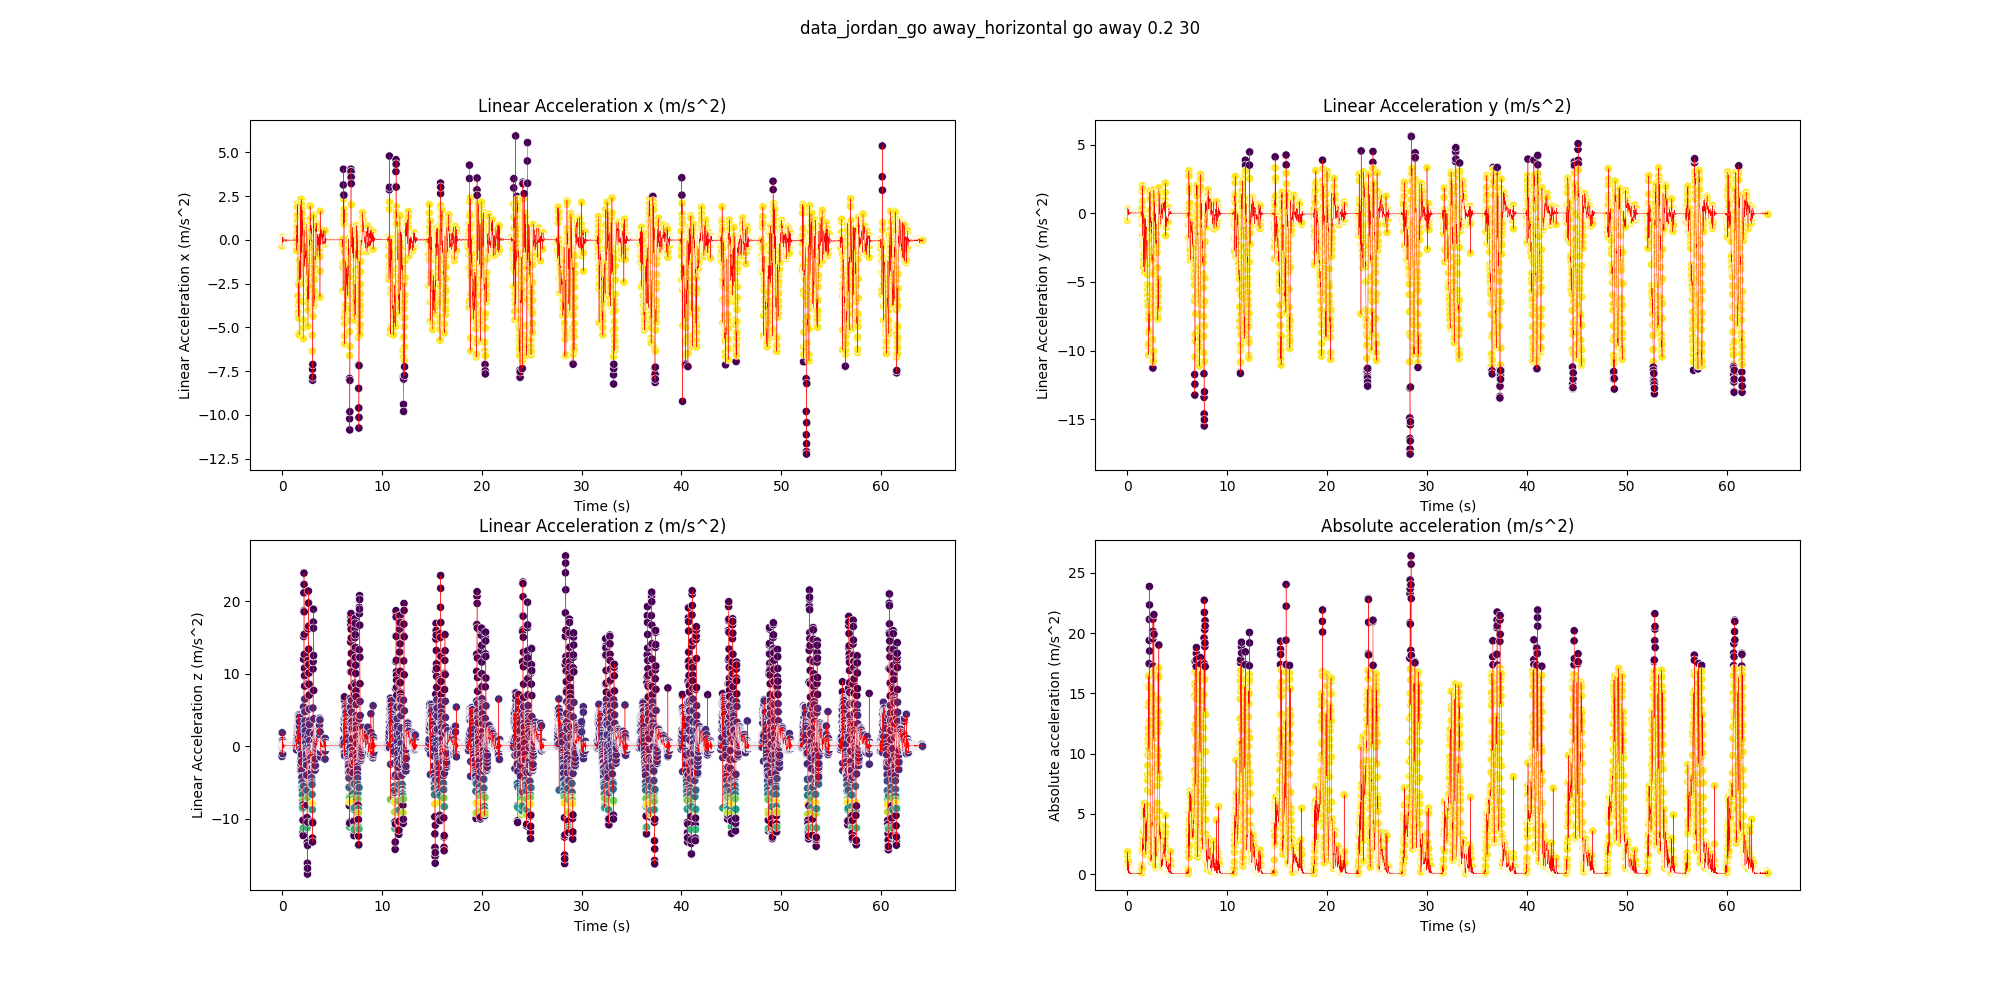 data_jordan_go away_horizontal go away 0.2 30
Linear Acceleration x (m/s^2)
Linear Acceleration x (m/s^2)
5.0
2.5
0.0
−2.5
−5.0
−7.5
−10.0
−12.5
0 10 20 30 40 50 60
Time (s)
Linear Acceleration y (m/s^2)
Linear Acceleration y (m/s^2)
5
0
−5
−10
−15
0 10 20 30 40 50 60
Time (s)
Linear Acceleration z (m/s^2)
Linear Acceleration z (m/s^2)
20
10
0
−10
0 10 20 30 40 50 60
Time (s)
Absolute acceleration (m/s^2)
Absolute acceleration (m/s^2)
25
20
15
10
5
0
0 10 20 30 40 50 60
Time (s)